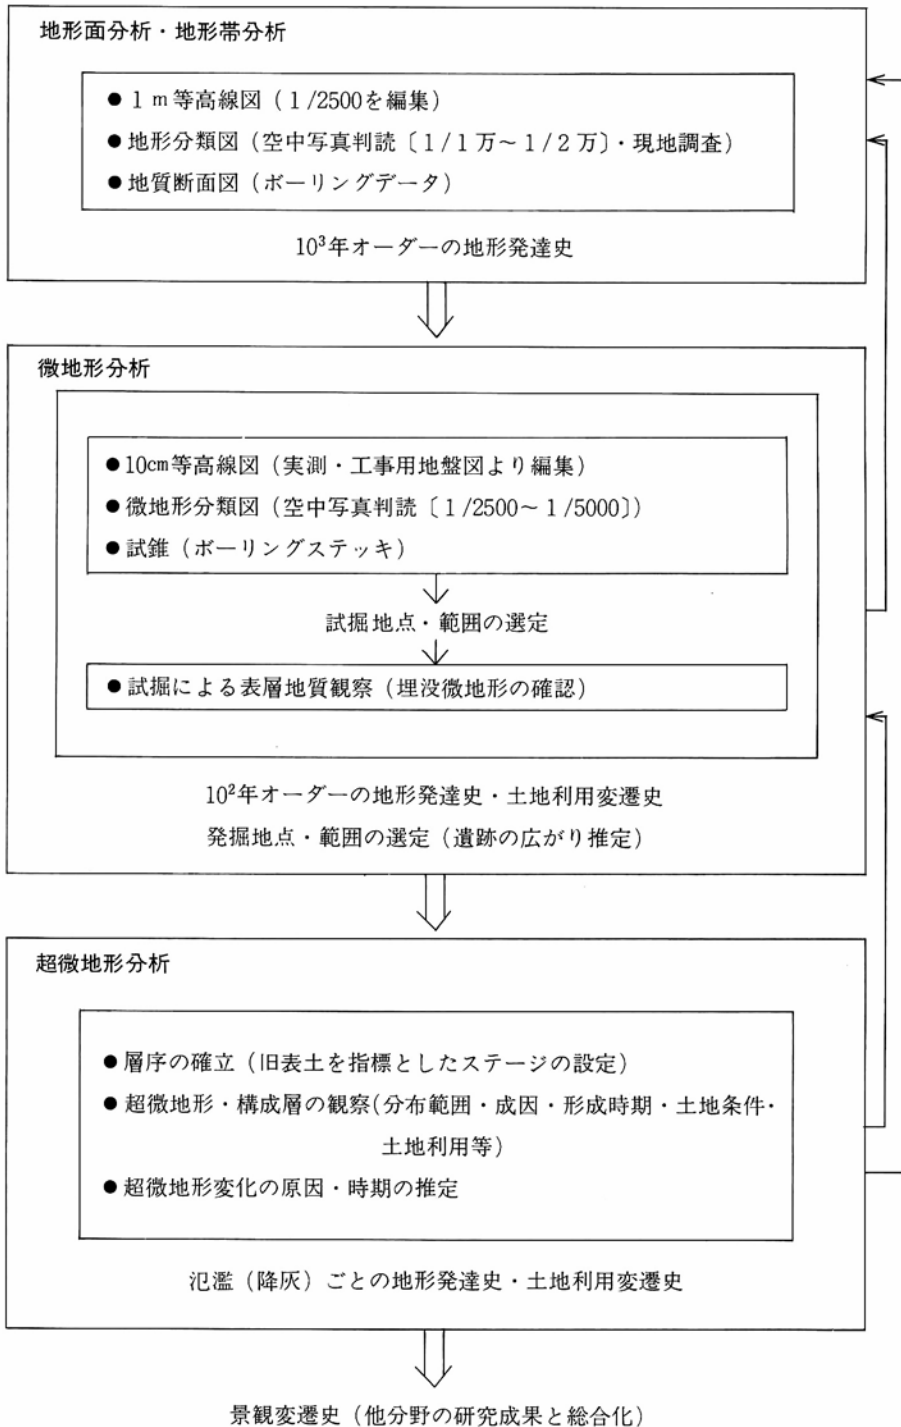 地形面分析・地形帯分析
●1m等高線図(1/2500を編集)
●地形分類図(空中写真判読〔1/1万～1/2万〕・現地調査)
●地質断面図(ボーリングデータ)
10³年オーダーの地形発達史
微地形分析
●10cm等高線図(実測・工事用地盤図より編集)
●微地形分類図(空中写真判読〔1/2500～1/5000〕)
●試錐(ボーリングステッキ)
試掘地点・範囲の選定
●試掘による表層地質観察(埋没微地形の確認)
10²年オーダーの地形発達史・土地利用変遷史
発掘地点・範囲の選定(遺跡の広がり推定)
超微地形分析
●層序の確立(旧表土を指標としたステージの設定)
●超微地形・構成層の観察(分布範囲・成因・形成時期・土地条件・
土地利用等)
●超微地形変化の原因・時期の推定
氾濫(降灰)ごとの地形発達史・土地利用変遷史
景観変遷史(他分野の研究成果と総合化)